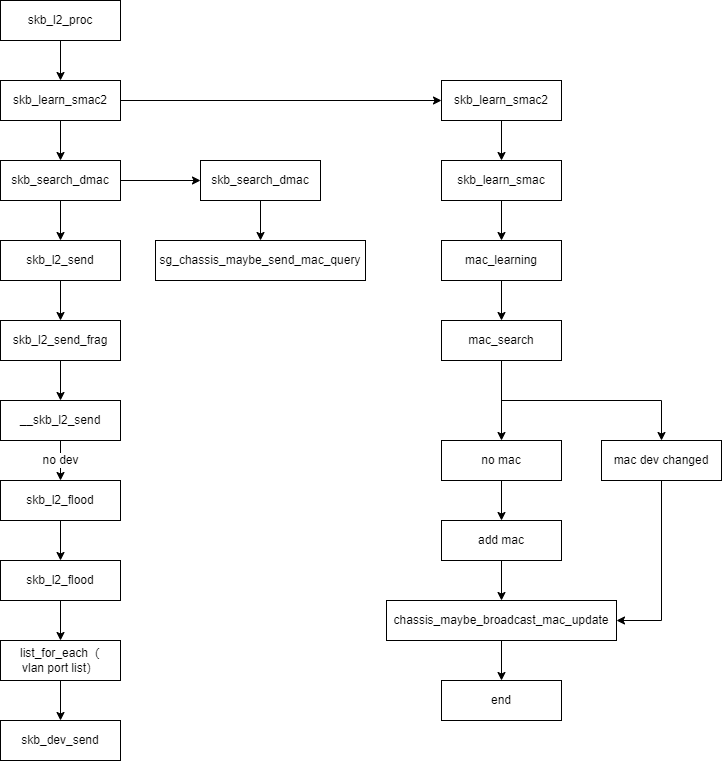 skb_l2_proc
skb_learn_smac2
skb_learn_smac2
skb_search_dmac
skb_search_dmac
skb_learn_smac
skb_l2_send
sg_chassis_maybe_send_mac_query
mac_learning
skb_l2_send_frag
mac_search
__skb_l2_send
no dev
no mac
mac dev changed
skb_l2_flood
add mac
skb_l2_flood
chassis_maybe_broadcast_mac_update
list_for_each（
vlan port list）
end
skb_dev_send